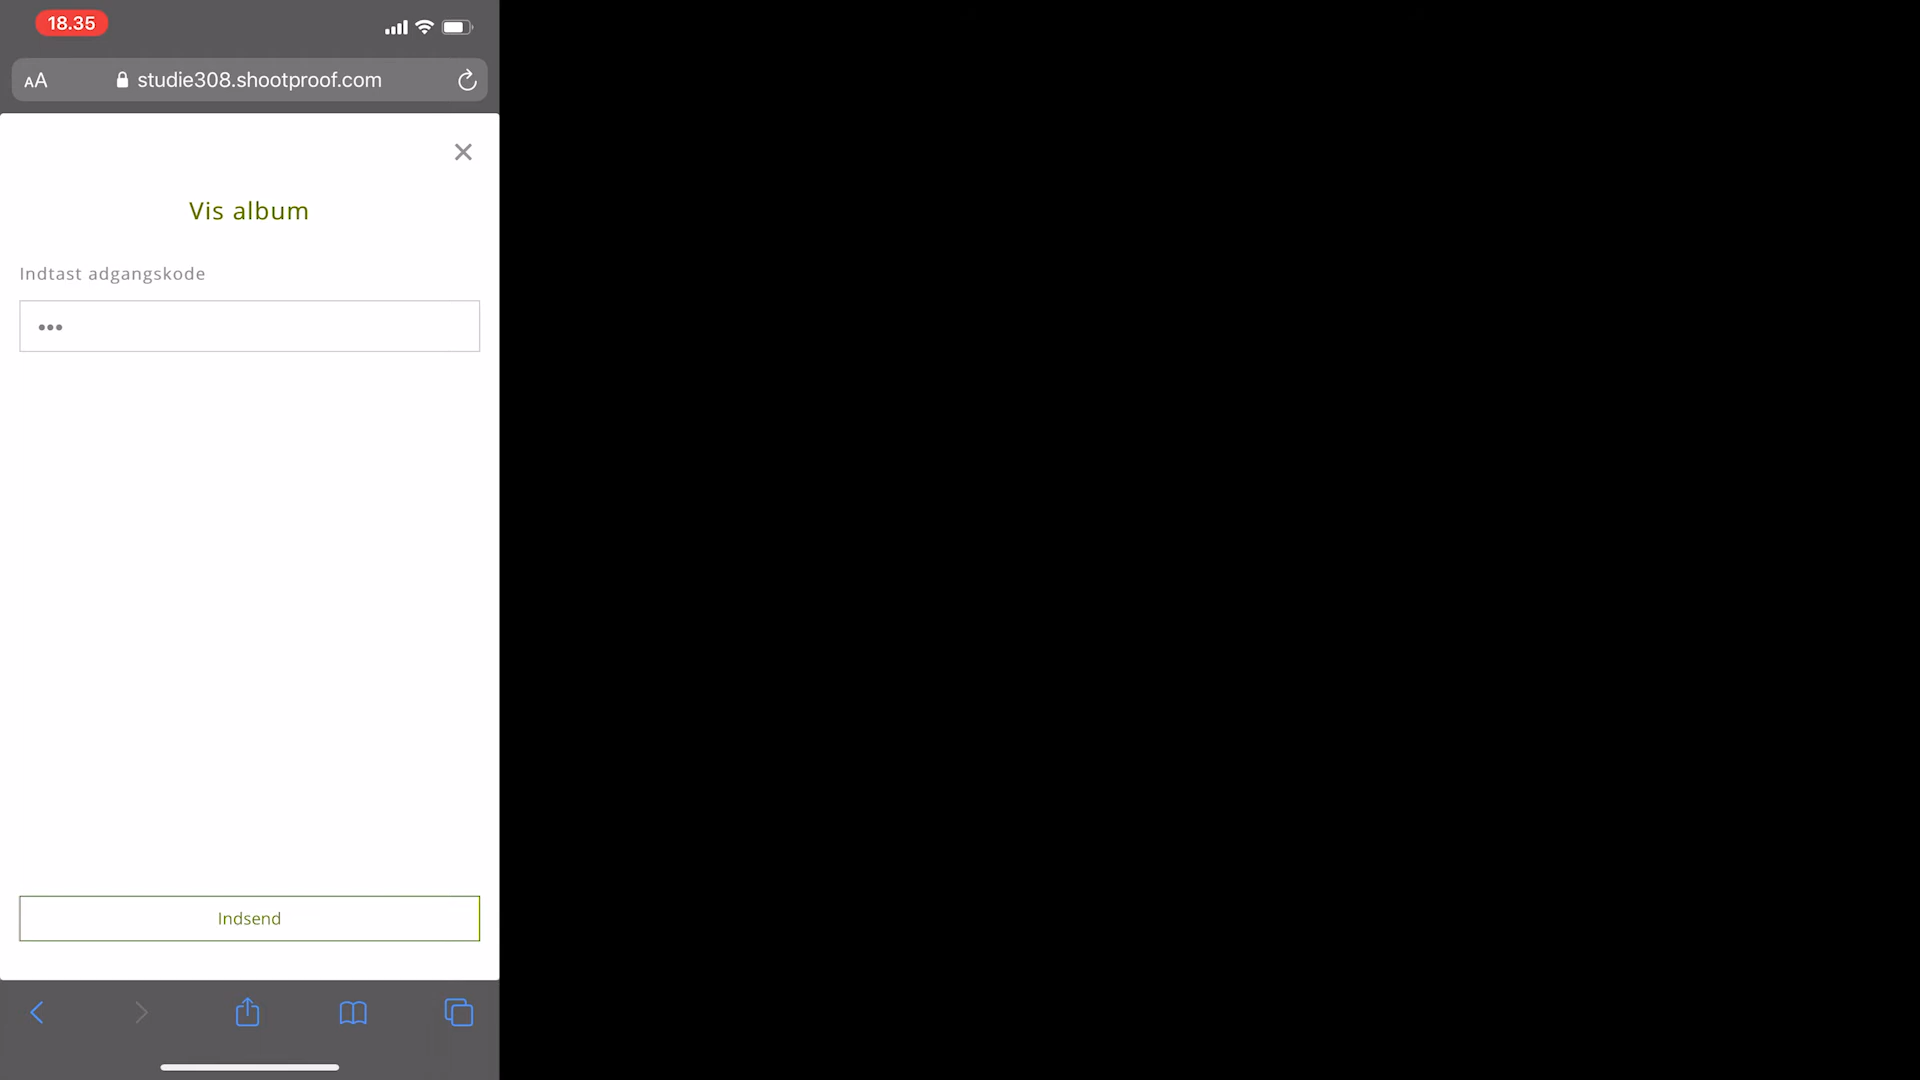 18.35
AA studie308.shootproof.com
Vis album
Indtast adgangskode
•••
Indsend